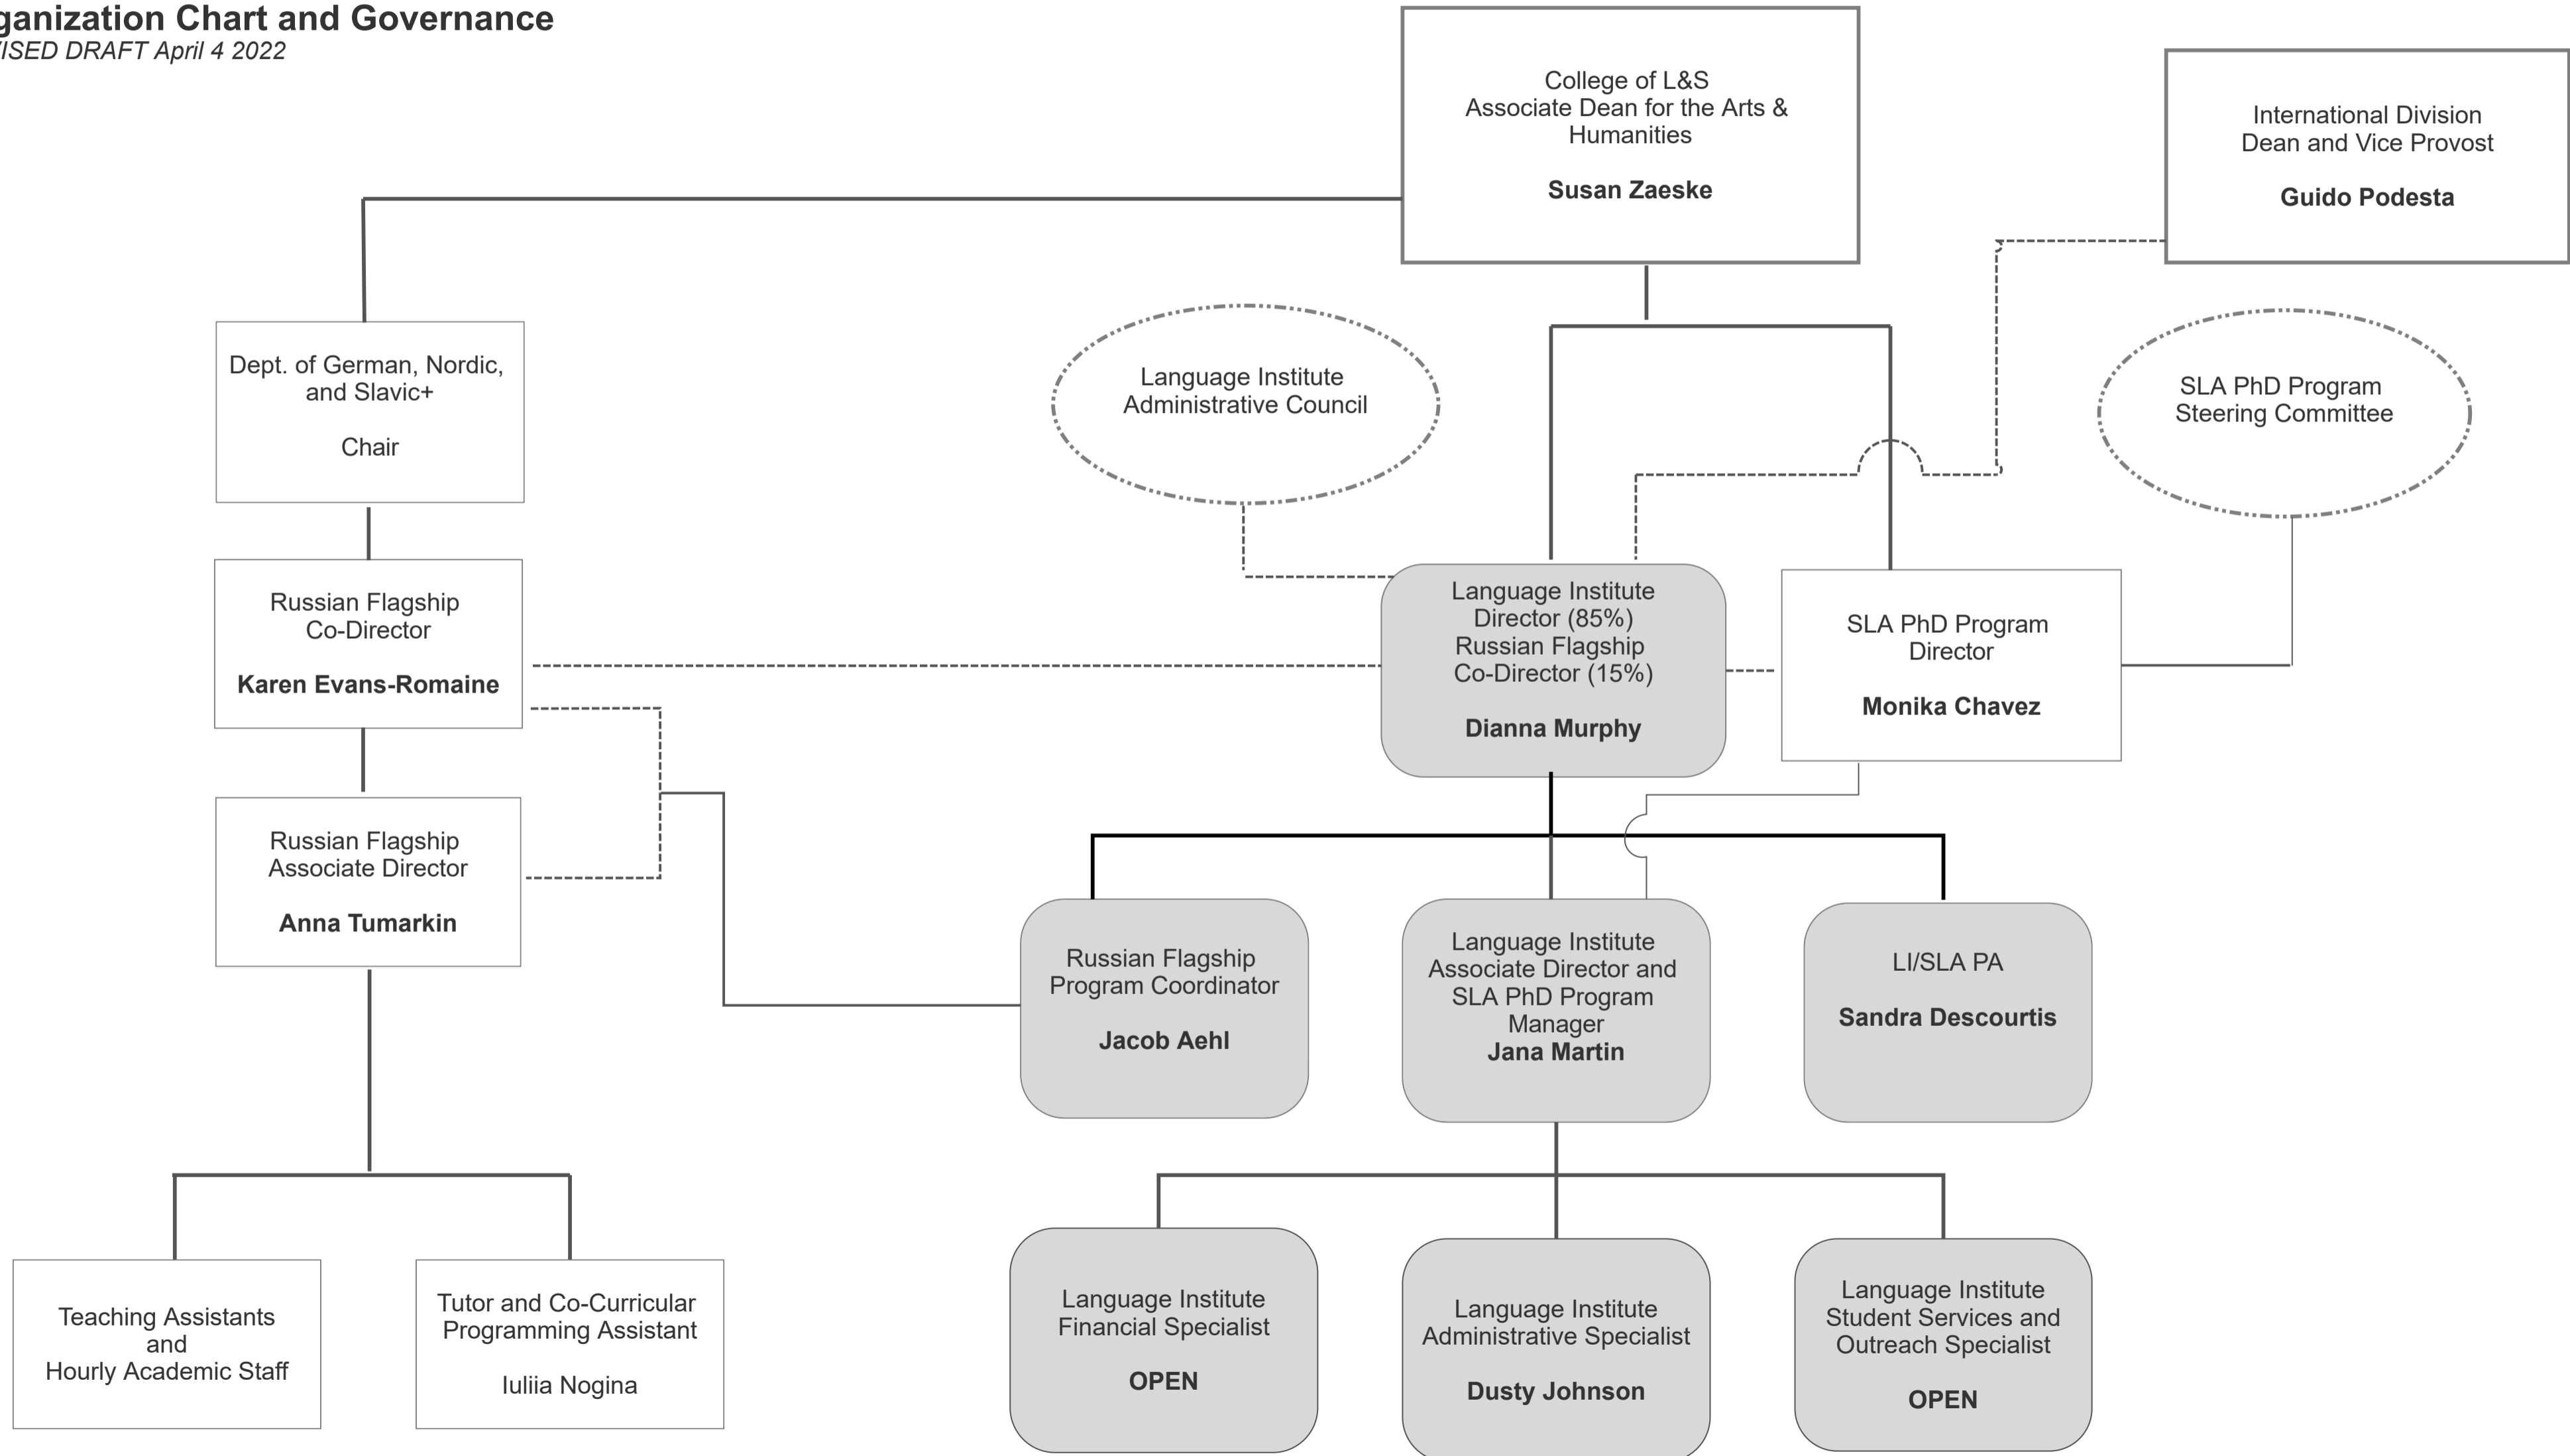 ganization Chart and Governance
ISED DRAFT April 4 2022
College of L&S
Associate Dean for the Arts &
Humanities
Susan Zaeske
International Division
Dean and Vice Provost
Guido Podesta
Dept. of German, Nordic,
and Slavic+
Chair
Language Institute
Administrative Council
SLA PhD Program
Steering Committee
Russian Flagship
Co-Director
Karen Evans-Romaine
Language Institute
Director (85%)
Russian Flagship
Co-Director (15%)
Dianna Murphy
SLA PhD Program
Director
Monika Chavez
Russian Flagship
Associate Director
Anna Tumarkin
Russian Flagship
Program Coordinator
Jacob Aehl
Language Institute
Associate Director and
SLA PhD Program
Manager
Jana Martin
LI/SLA PA
Sandra Descourtis
Teaching Assistants
and
Hourly Academic Staff
Tutor and Co-Curricular
Programming Assistant
Iuliia Nogina
Language Institute
Financial Specialist
OPEN
Language Institute
Administrative Specialist
Dusty Johnson
Language Institute
Student Services and
Outreach Specialist
OPEN